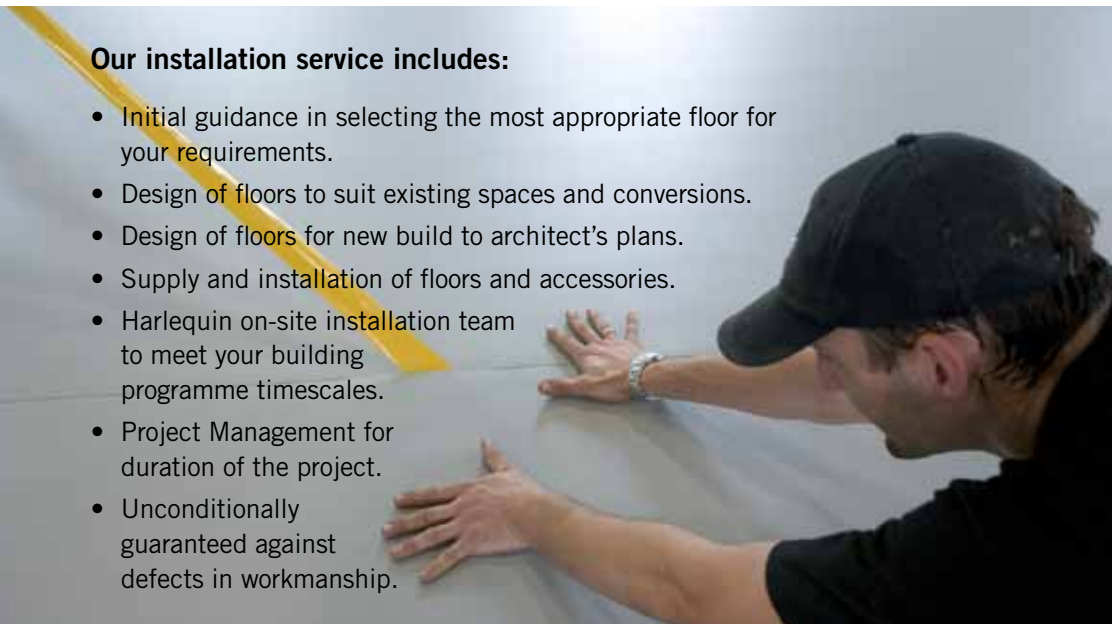 Our installation service includes:
• Initial guidance in selecting the most appropriate floor for
your requirements.
• Design of floors to suit existing spaces and conversions.
• Design of floors for new build to architect's plans.
• Supply and installation of floors and accessories.
• Harlequin on-site installation team
to meet your building
programme timescales.
• Project Management for
duration of the project.
• Unconditionally
guaranteed against
defects in workmanship.